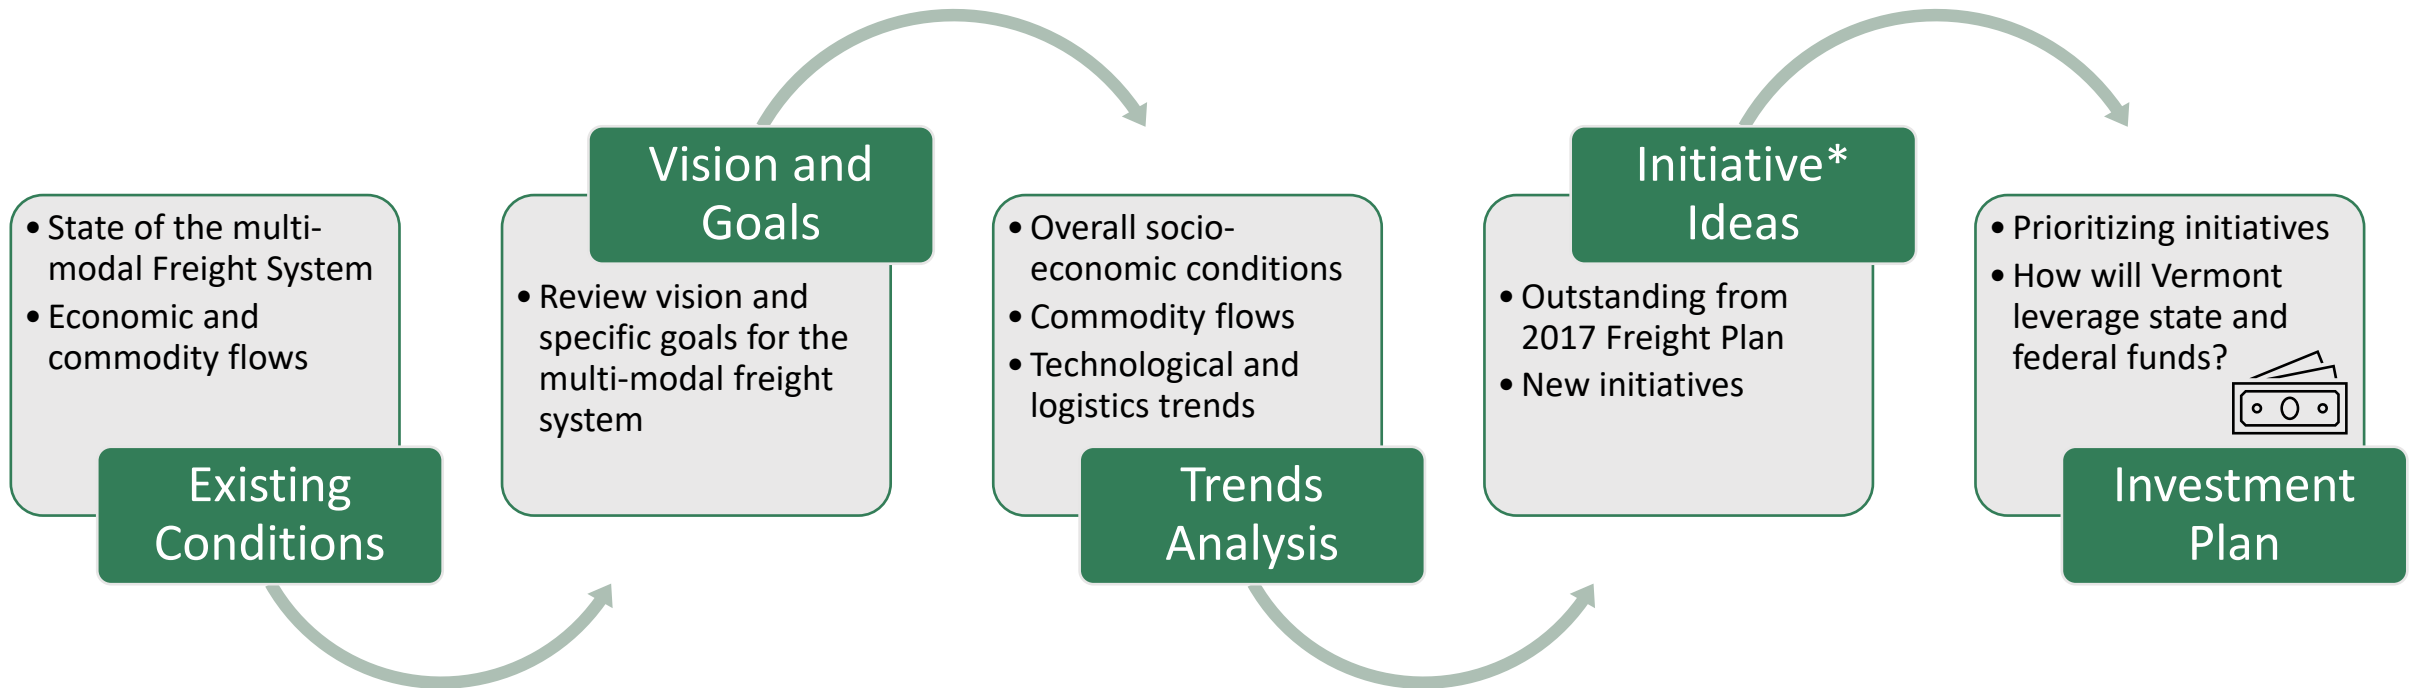 • State of the multi-
modal Freight System
• Economic and
commodity flows
Existing
Conditions
Vision and
Goals
• Review vision and
specific goals for the
multi-modal freight
system
• Overall socio-
economic conditions
• Commodity flows
• Technological and
logistics trends
Trends
Analysis
Initiative*
Ideas
• Outstanding from
2017 Freight Plan
• New initiatives
• Prioritizing initiatives
• How will Vermont
leverage state and
federal funds?
Investment
Plan